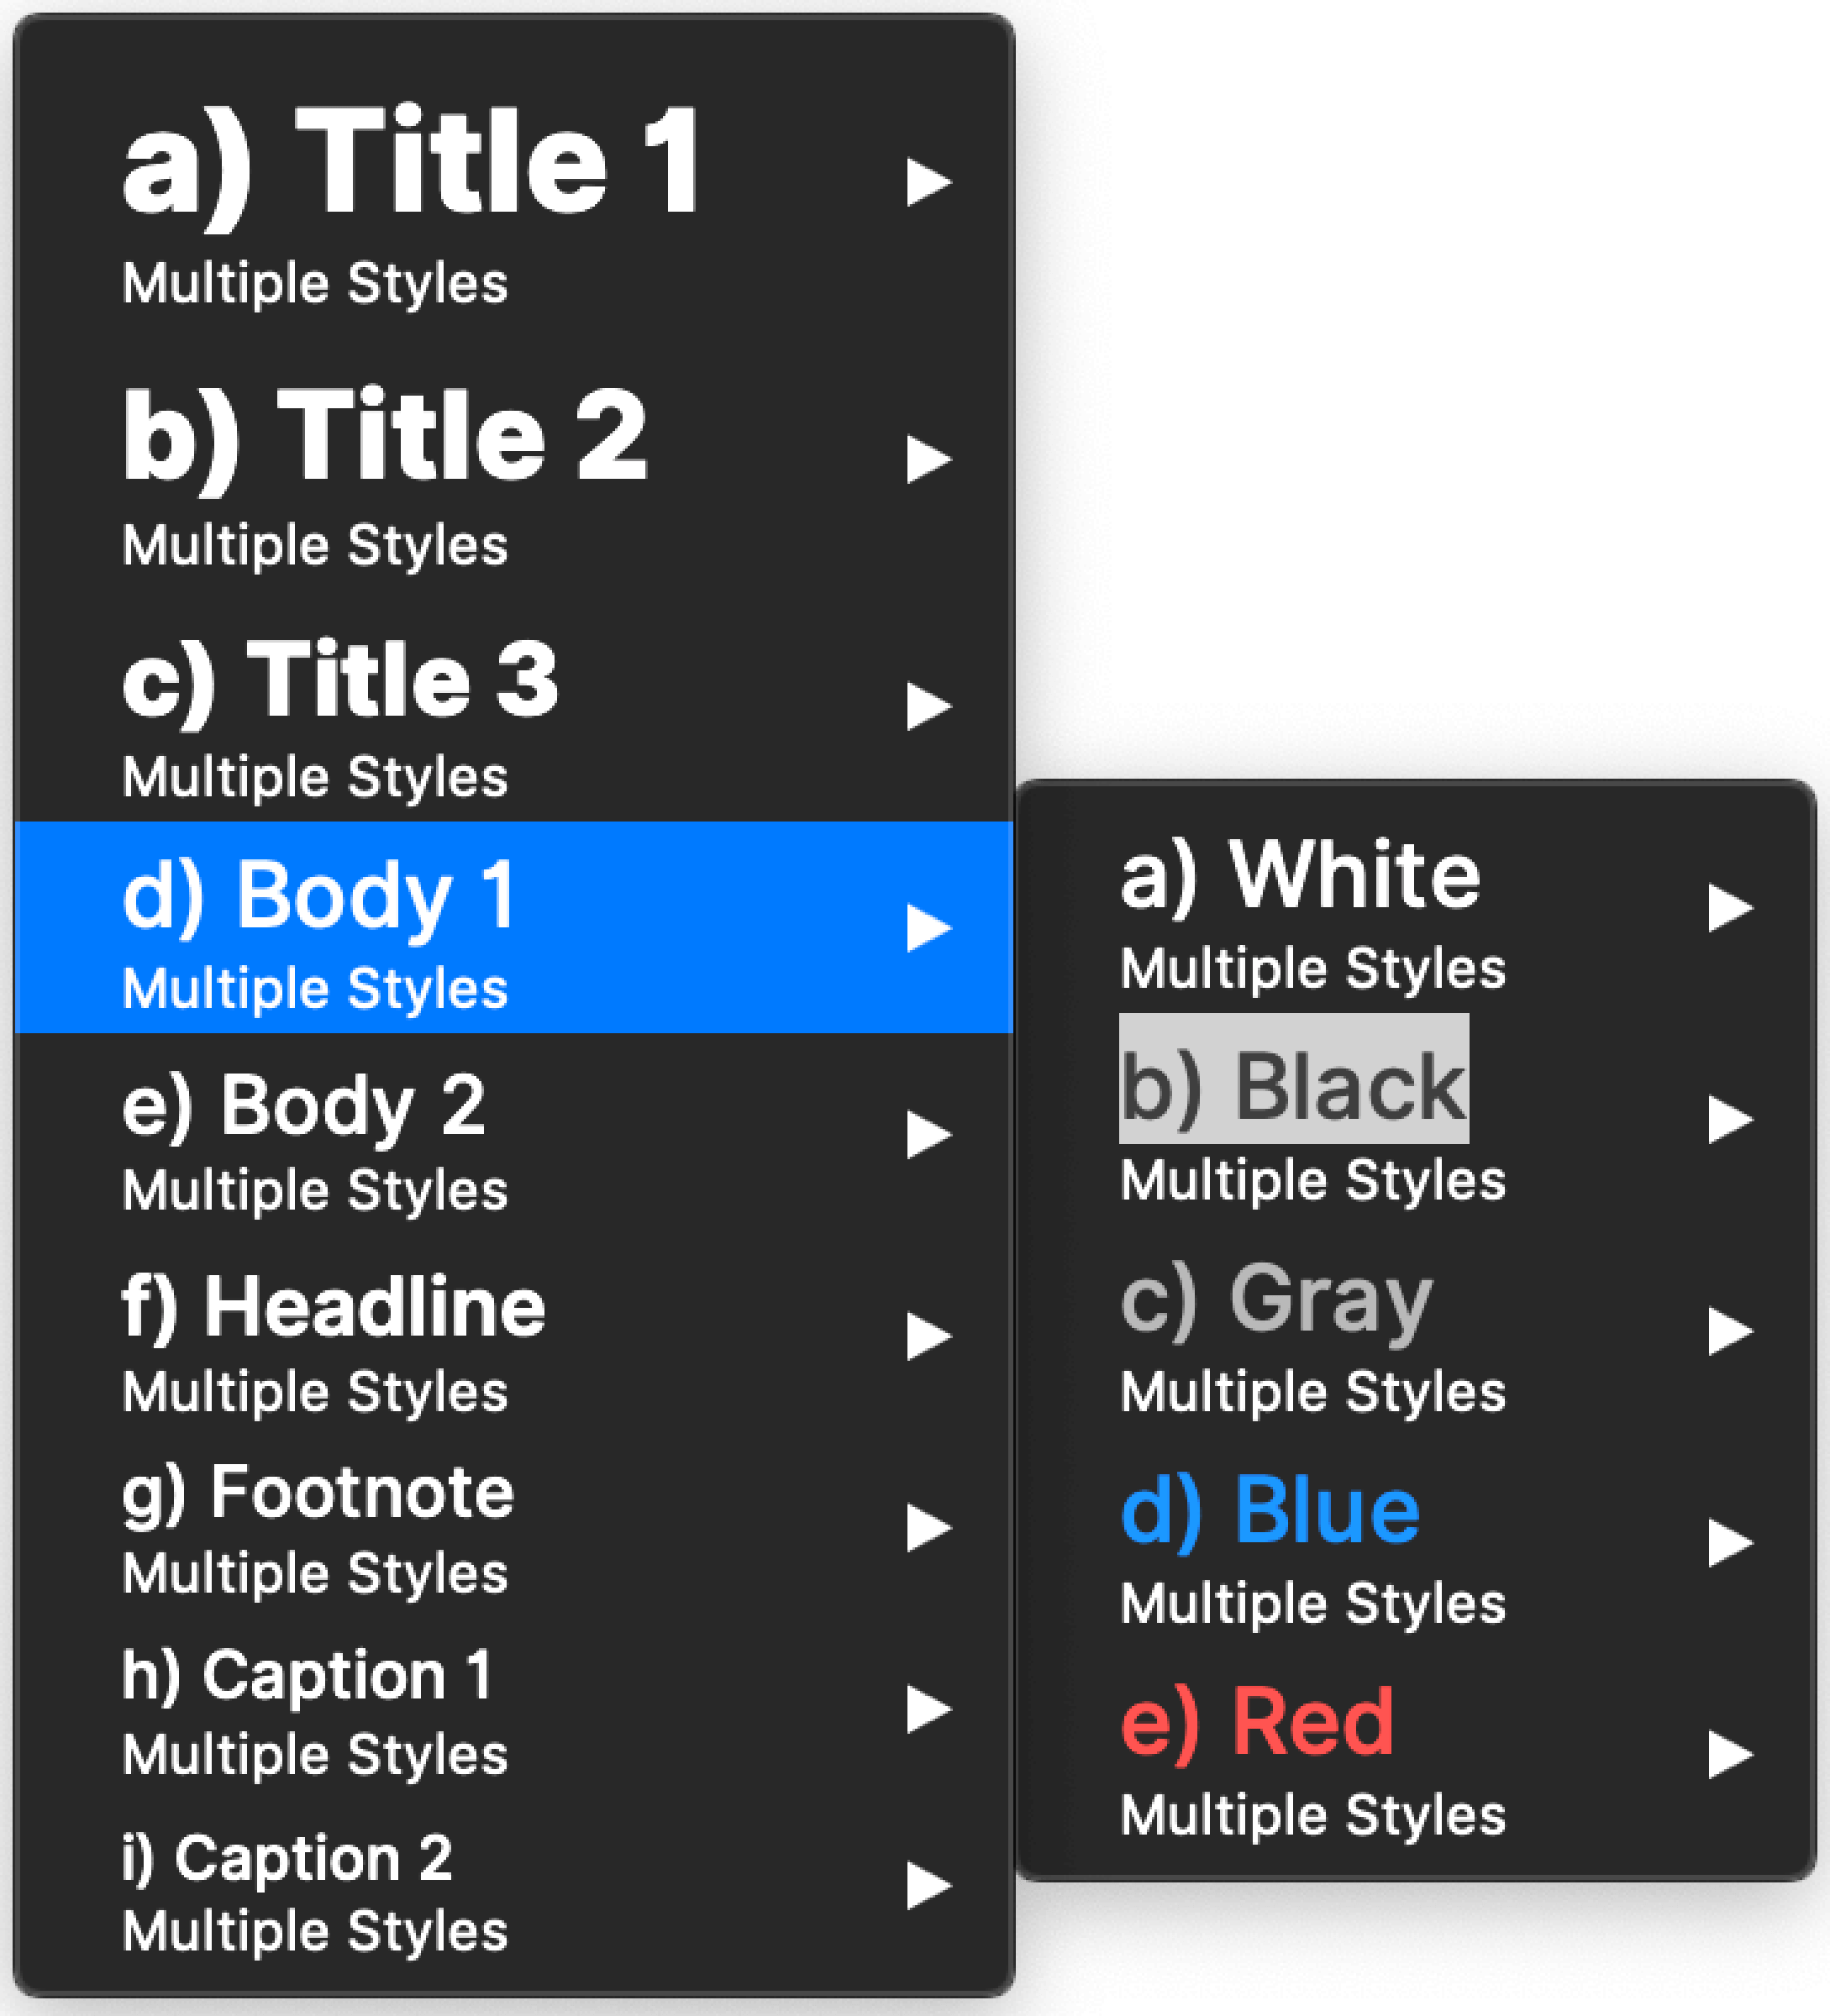 a) Title 1
Multiple Styles
b) Title 2
Multiple Styles
c) Title 3
Multiple Styles
d) Body 1
Multiple Styles
e) Body 2
Multiple Styles
f) Headline
Multiple Styles
g) Footnote
Multiple Styles
h) Caption 1
Multiple Styles
i) Caption 2
Multiple Styles
a) White
Multiple Styles
b) Black
Multiple Styles
c) Gray
Multiple Styles
d) Blue
Multiple Styles
e) Red
Multiple Styles